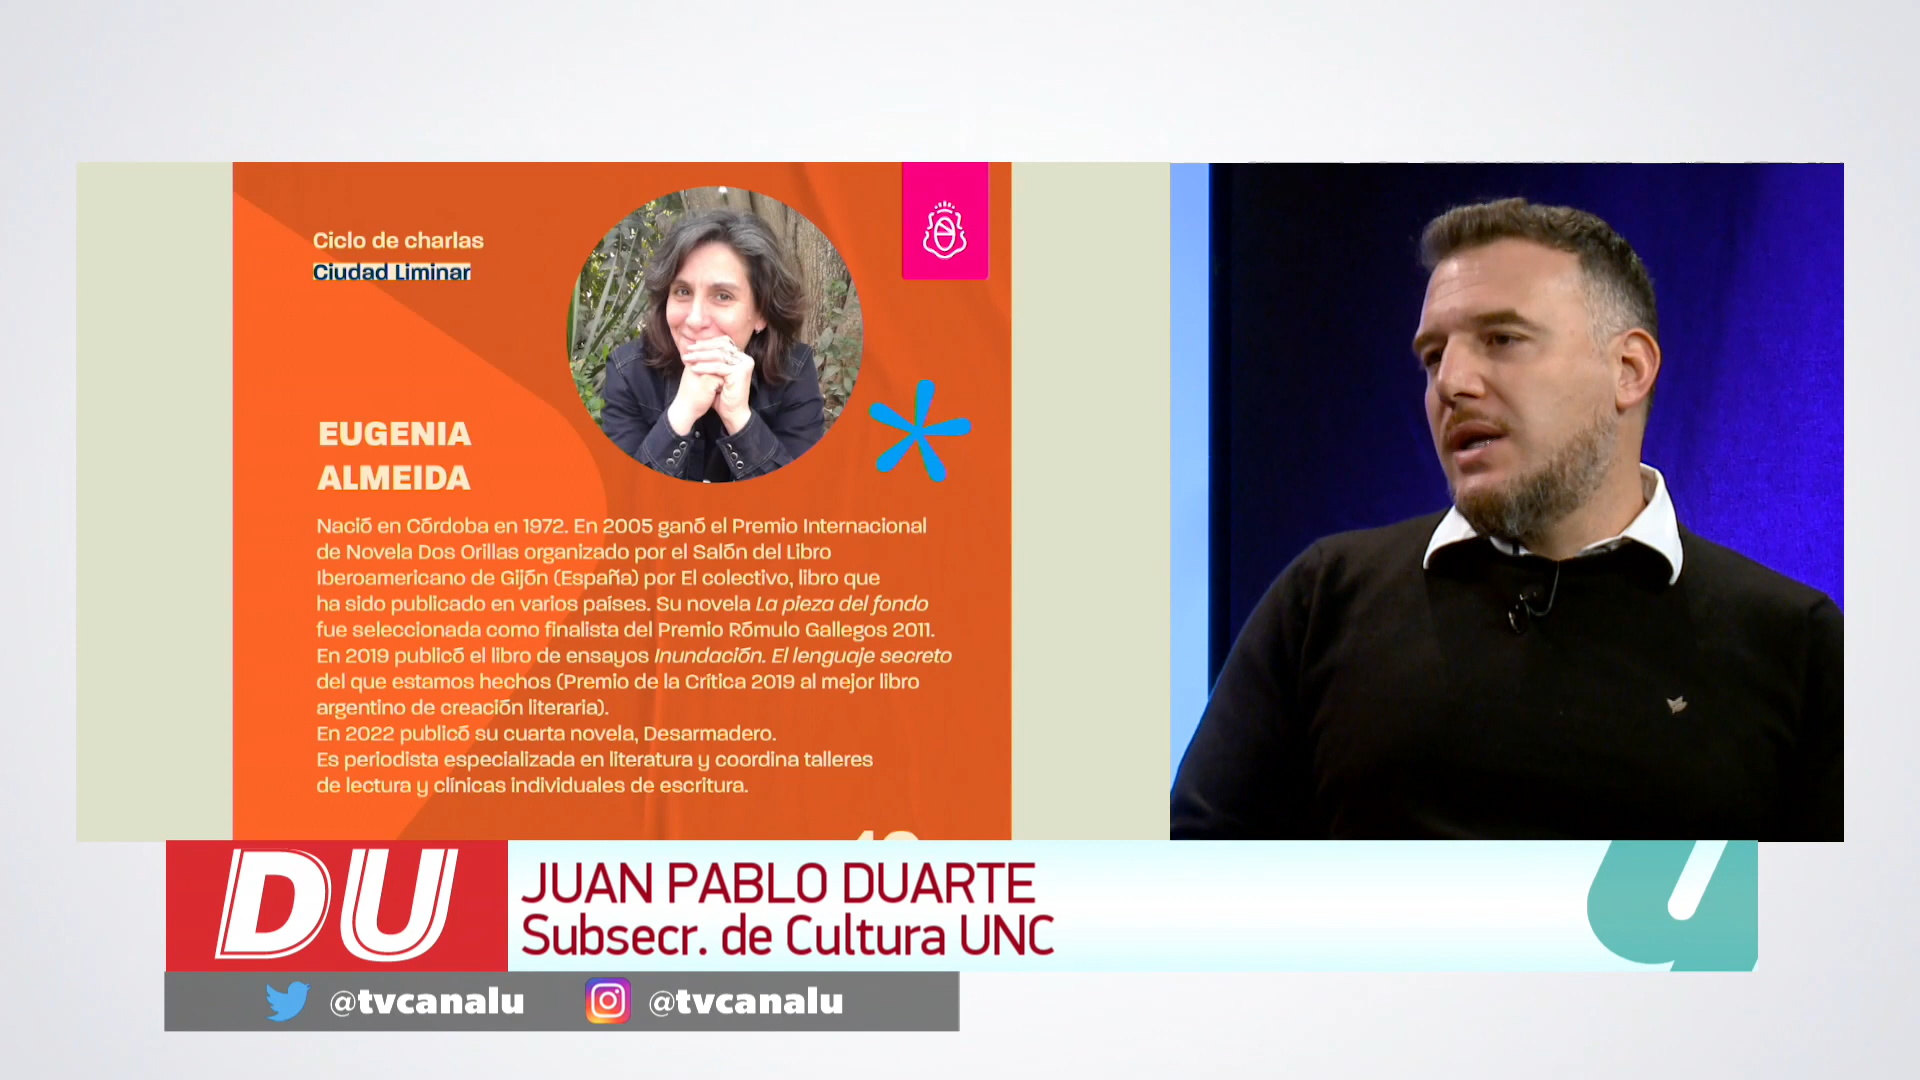 Ciclo de charlas
Ciudad Liminar
EUGENIA
ALMEIDA
Nació en Córdoba en 1972. En 2005 ganó el Premio Internacional
de Novela Dos Orillas organizado por el Salón del Libro
Iberoamericano de Gijón (España) por El colectivo, libro que
ha sido publicado en varios países. Su novela La pieza del fondo
fue seleccionada como finalista del Premio Rómulo Gallegos 2011.
En 2019 publicó el libro de ensayos Inundación. El lenguaje secreto
del que estamos hechos (Premio de la Crítica 2019 al mejor libro
argentino de creación literaria).
En 2022 publicó su cuarta novela, Desarmadero.
Es periodista especializada en literatura y coordina talleres
de lectura y clínicas individuales de escritura.
DU
JUAN PABLO DUARTE
Subsecr. de Cultura UNC
@tvcanalu
@tvcanalu